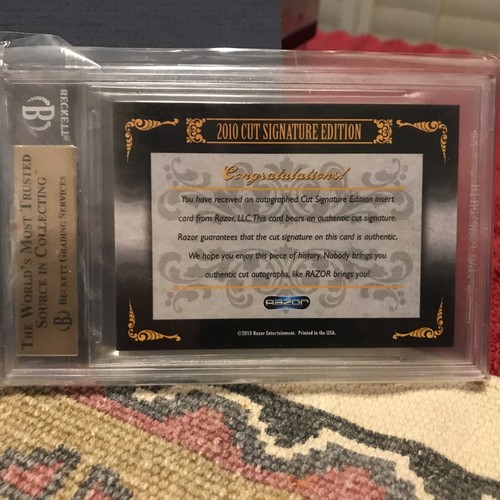 BECKETT
B
THE WORLD'S MOST TRUSTED
SOURCE IN COLLECTING™
B BECKETT GRADING SERVICES
2010 CUT SIGNATURE EDITION
Congratulations!
You have received an autographed Cut Signature Edition insert
card from Razor, LLC. This card bears an authentic cut signature.
Razor guarantees that the cut signature on this card is authentic.
We hope you enjoy this piece of history. Nobody brings you
authentic cut autographs, like RAZOR brings you!
RAZOR
©2010 Razor Entertainment. Printed in the USA.